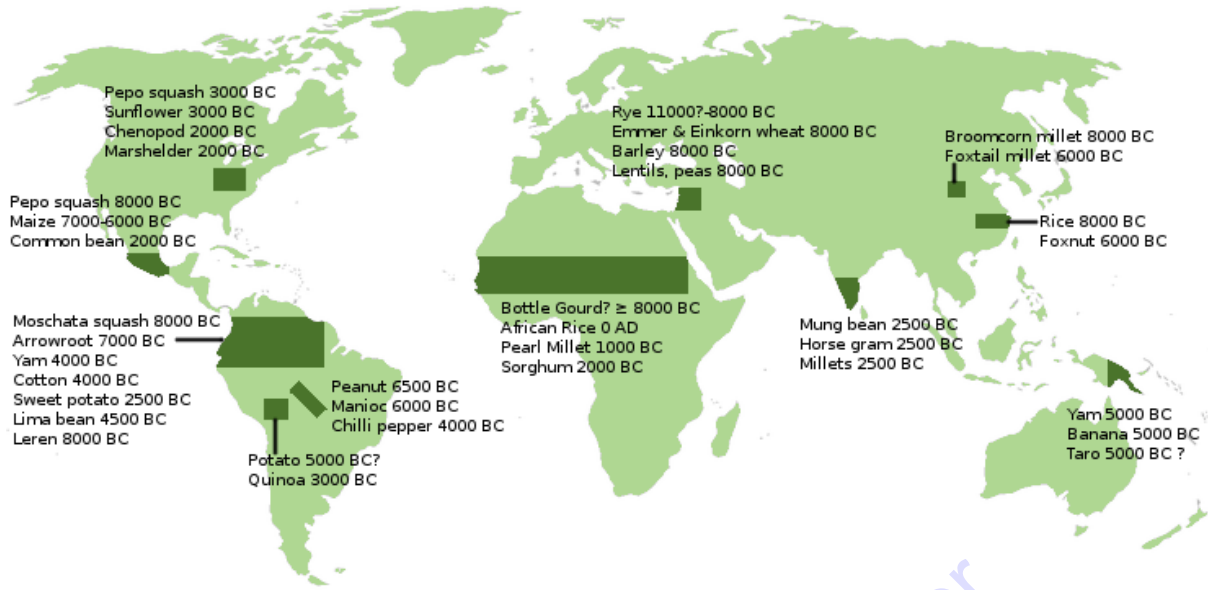 Pepo squash 3000 BC
Sunflower 3000 BC
Chenopod 2000 BC
Marshelder 2000 BC
Rye 11000?-8000 BC
Emmer & Einkorn wheat 8000 BC
Barley 8000 BC
Lentils, peas 8000 BC
Broomcorn millet 8000 BC
Foxtail millet 6000 BC
Pepo squash 8000 BC
Maize 7000-6000 BC
Common bean 2000 BC
Rice 8000 BC
Foxnut 6000 BC
Moschata squash 8000 BC
Arrowroot 7000 BC
Yam 4000 BC
Cotton 4000 BC
Sweet potato 2500 BC
Lima bean 4500 BC
Leren 8000 BC
Bottle Gourd? ≥ 8000 BC
African Rice 0 AD
Pearl Millet 1000 BC
Sorghum 2000 BC
Mung bean 2500 BC
Horse gram 2500 BC
Millets 2500 BC
Peanut 6500 BC
Manioc 6000 BC
Chilli pepper 4000 BC
Potato 5000 BC?
Quinoa 3000 BC
Yam 5000 BC
Banana 5000 BC
Taro 5000 BC ?